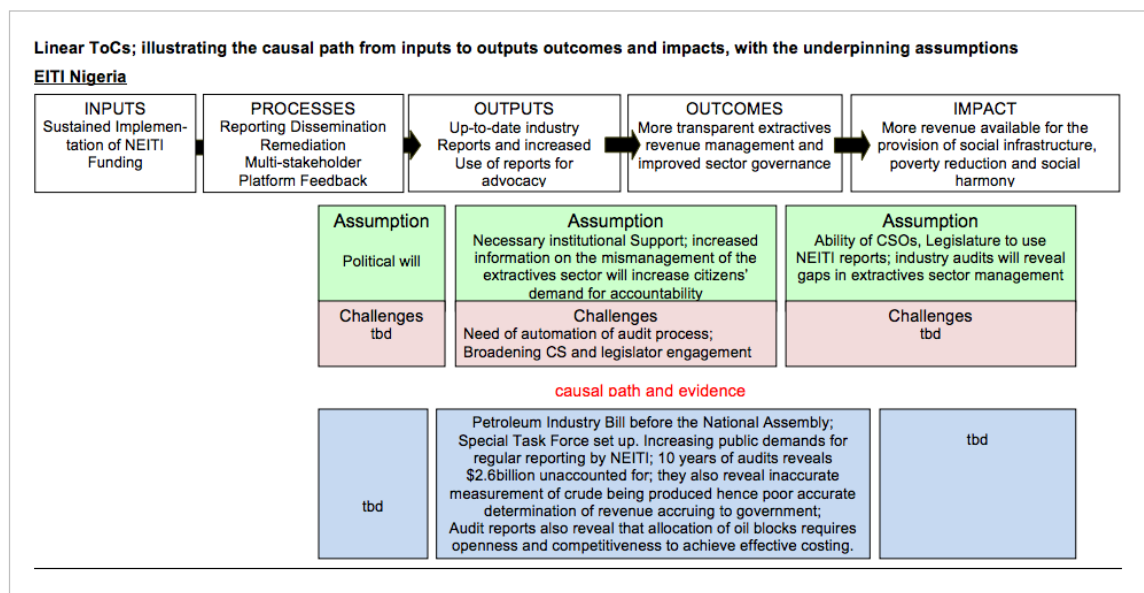 Linear ToCs; illustrating the causal path from inputs to outputs outcomes and impacts, with the underpinning assumptions
EITI Nigeria
INPUTS
Sustained Implemen-
tation of NEITI
Funding
PROCESSES
Reporting Dissemination
Remediation
Multi-stakeholder
Platform Feedback
OUTPUTS
Up-to-date industry
Reports and increased
Use of reports for
advocacy
OUTCOMES
More transparent extractives
revenue management and
improved sector governance
IMPACT
More revenue available for the
provision of social infrastructure,
poverty reduction and social
harmony
Assumption
Political will
Assumption
Necessary institutional Support; increased
information on the mismanagement of the
extractives sector will increase citizens'
demand for accountability
Assumption
Ability of CSOs, Legislature to use
NEITI reports; industry audits will reveal
gaps in extractives sector management
Challenges
tbd
Challenges
Need of automation of audit process;
Broadening CS and legislator engagement
Challenges
tbd
causal path and evidence
tbd
Petroleum Industry Bill before the National Assembly;
Special Task Force set up. Increasing public demands for
regular reporting by NEITI; 10 years of audits reveals
$2.6billion unaccounted for; they also reveal inaccurate
measurement of crude being produced hence poor accurate
determination of revenue accruing to government;
Audit reports also reveal that allocation of oil blocks requires
openness and competitiveness to achieve effective costing.
tbd